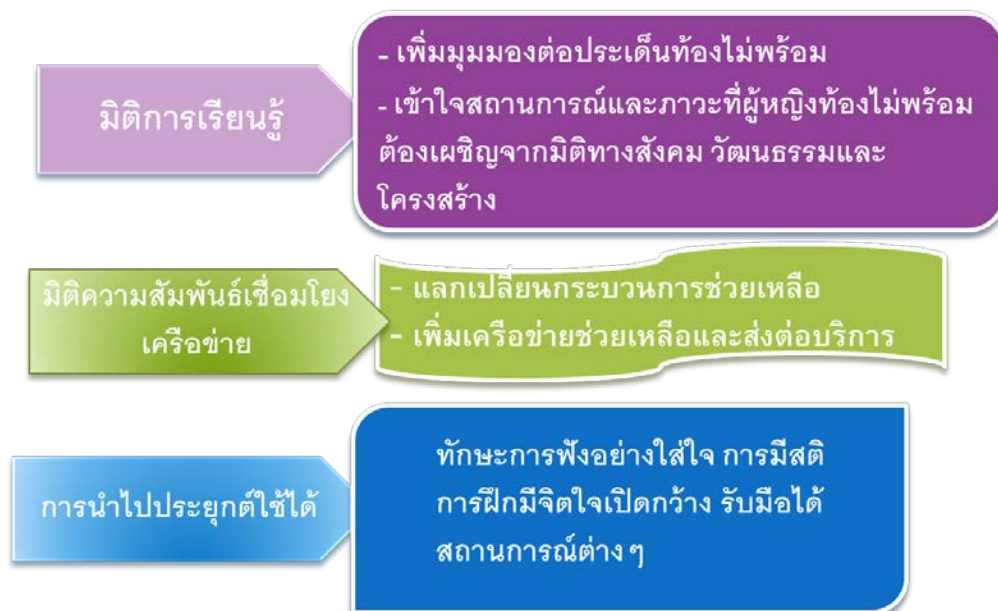 มิติการเรียนรู้
- เพิ่มมุมมองต่อประเด็นท้องไม่พร้อม
- เข้าใจสถานการณ์และภาวะที่ผู้หญิงท้องไม่พร้อม
ต้องเผชิญจากมิติทางสังคม วัฒนธรรมและ
โครงสร้าง
มิติความสัมพันธ์เชื่อมโยง
เครือข่าย
- แลกเปลี่ยนกระบวนการช่วยเหลือ
- เพิ่มเครือข่ายช่วยเหลือและส่งต่อบริการ
การนำไปประยุกต์ใช้ได้
ทักษะการฟังอย่างใส่ใจ การมีสติ
การฝึกมีจิตใจเปิดกว้าง รับมือได้
สถานการณ์ต่าง ๆ